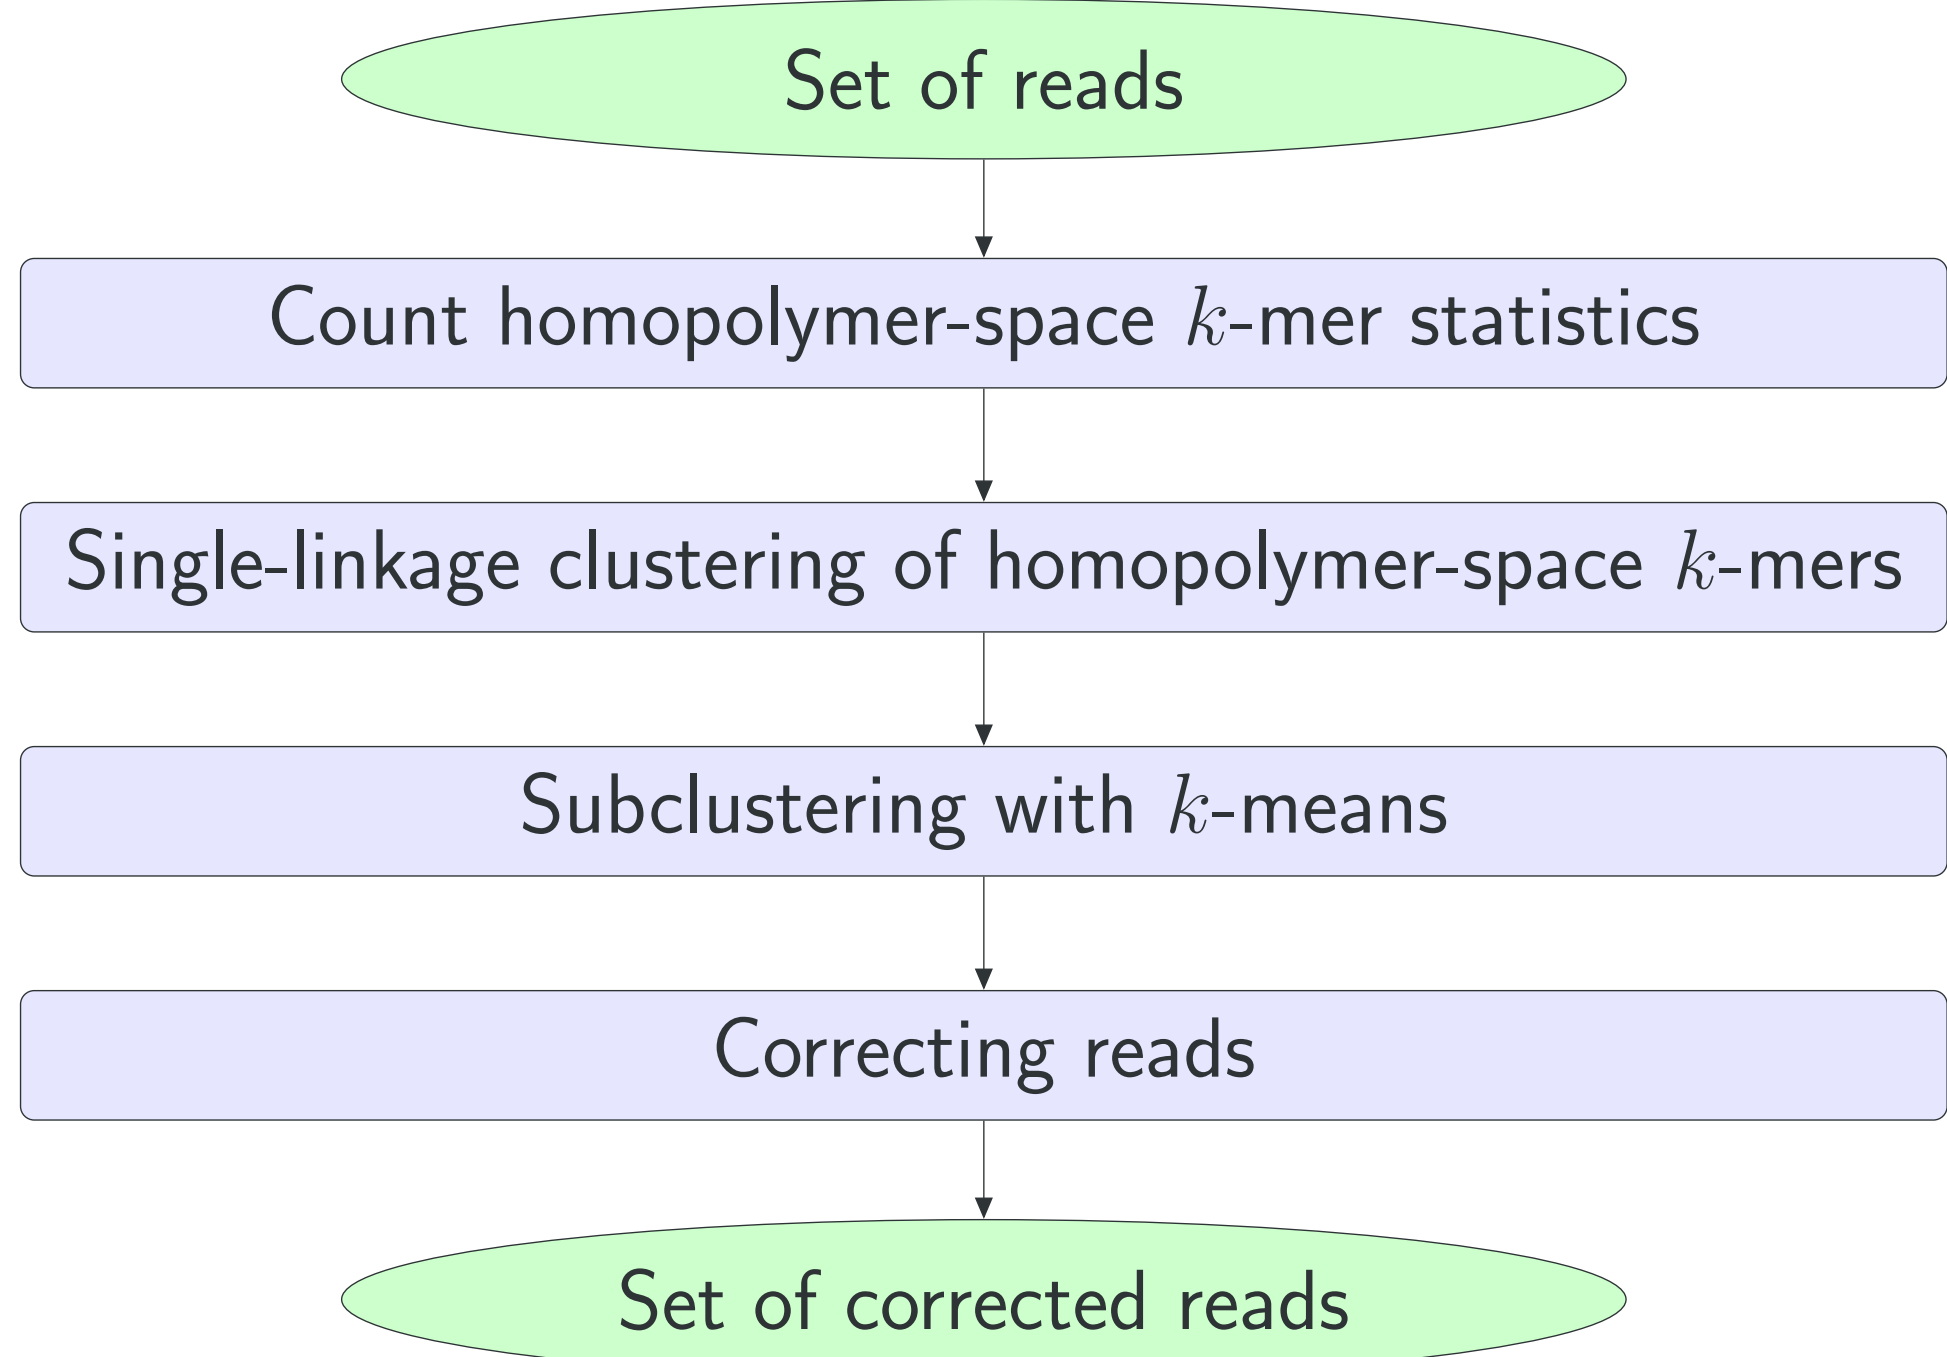 Set of reads
Count homopolymer-space k-mer statistics
Single-linkage clustering of homopolymer-space k-mers
Subclustering with k-means
Correcting reads
Set of corrected reads